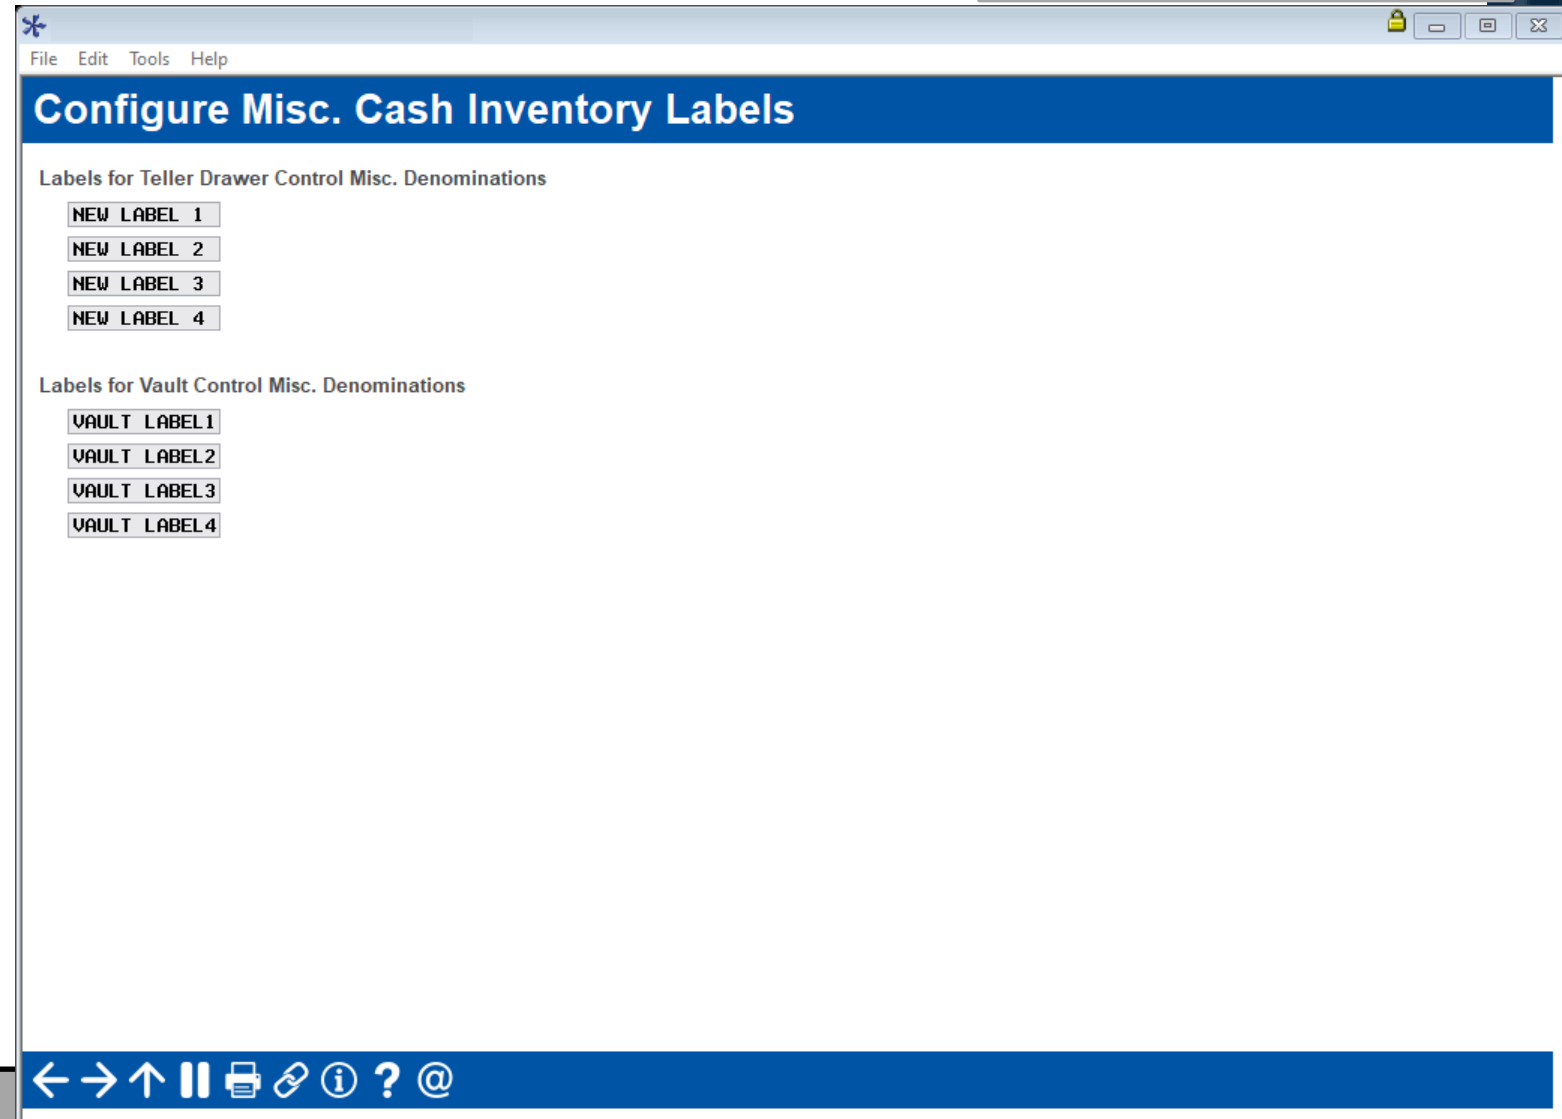 File Edit Tools Help
Configure Misc. Cash Inventory Labels
Labels for Teller Drawer Control Misc. Denominations
NEW LABEL 1
NEW LABEL 2
NEW LABEL 3
NEW LABEL 4
Labels for Vault Control Misc. Denominations
VAULT LABEL1
VAULT LABEL2
VAULT LABEL3
VAULT LABEL4